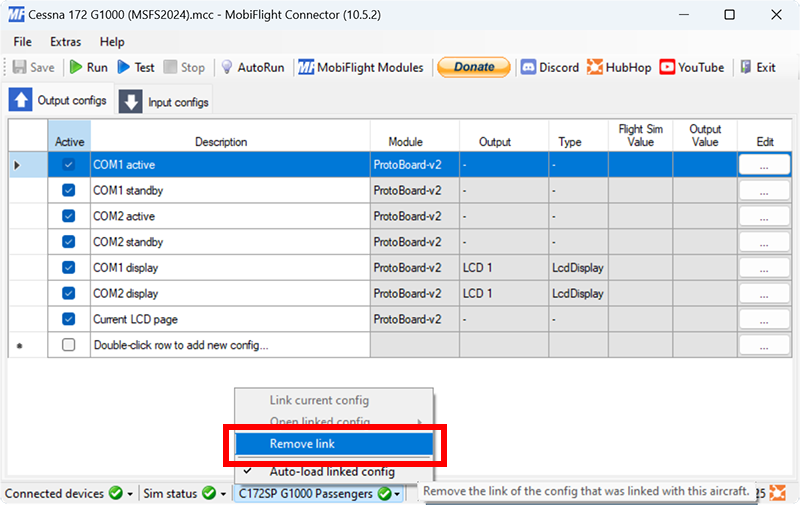 MF Cessna 172 G1000 (MSFS2024).mcc - MobiFlight Connector (10.5.2)
File Extras Help
Save Run Test Stop AutoRun MF MobiFlight Modules Donate Discord HubHop YouTube Exit
Output configs Input configs
Active Description Module Output Type Flight Sim Value Output Value Edit
COM1 active ProtoBoard-v2 - - ...
COM1 standby ProtoBoard-v2 - - ...
COM2 active ProtoBoard-v2 - - ...
COM2 standby ProtoBoard-v2 - - ...
COM1 display ProtoBoard-v2 LCD 1 LcdDisplay ...
COM2 display ProtoBoard-v2 LCD 1 LcdDisplay ...
Current LCD page ProtoBoard-v2 - - ...
Double-click row to add new config... ...
Link current config
Open linked config
Remove link
Auto-load linked config
Connected devices Sim status C172SP G1000 Passengers Remove the link of the config that was linked with this aircraft.